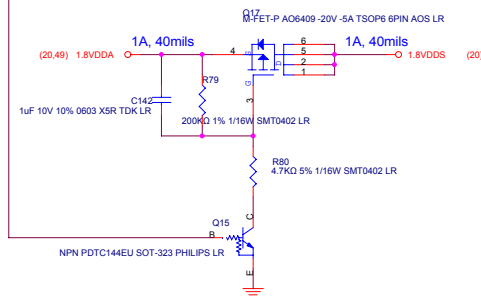 Q17
M-FET-P AO6409 -20V -5A TSOP6 6PIN AOS LR
1A, 40mils
1A, 40mils
(20,49) 1.8VDDA
4
S
D
G
6
5
2
1
1.8VDDS
(20
3
R79
C142
1uF 10V 10% 0603 X5R TDK LR
200KΩ 1% 1/16W SMT0402 LR
R80
4.7KΩ 5% 1/16W SMT0402 LR
Q15
C
B
NPN PDTC144EU SOT-323 PHILIPS LR
E